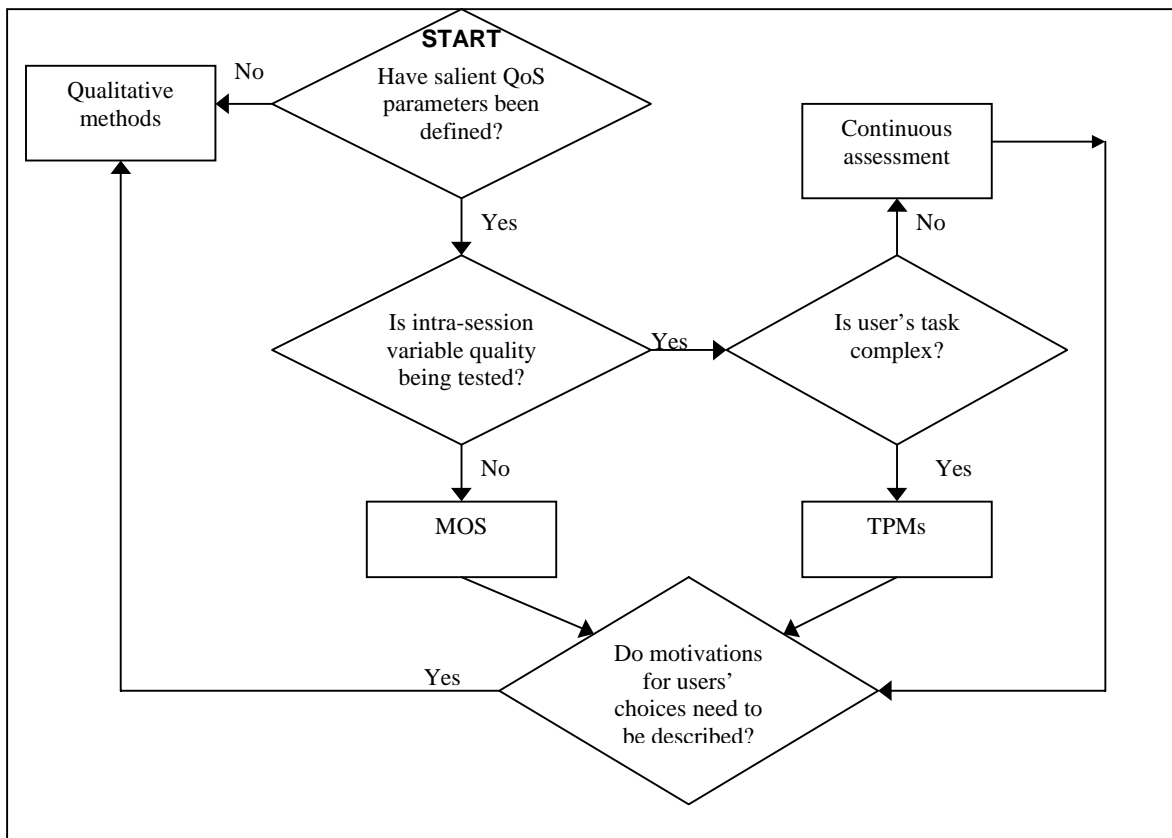 START
Have salient QoS
parameters been
defined?
No
Qualitative
methods
Yes
Continuous
assessment
No
Is intra-session
variable quality
being tested?
Yes
Is user’s task
complex?
No
Yes
MOS
TPMs
Do motivations
for users’
choices need to
be described?
Yes